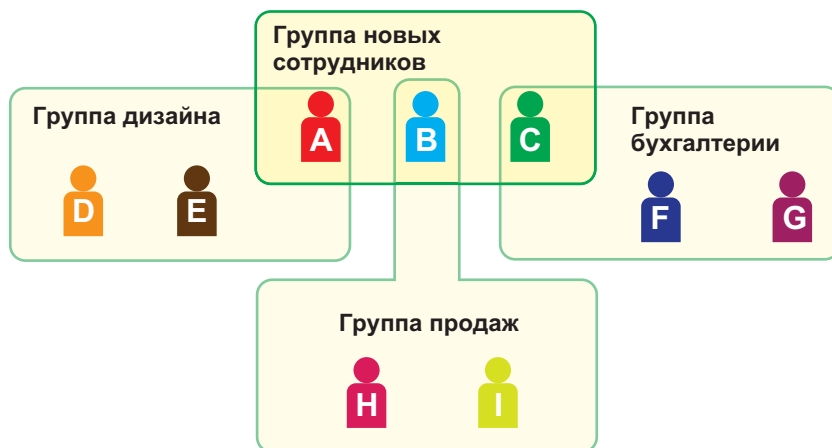 Группа новых
сотрудников
Группа дизайна
A
B
C
Группа
бухгалтерии
D
E
F
G
Группа продаж
H
I